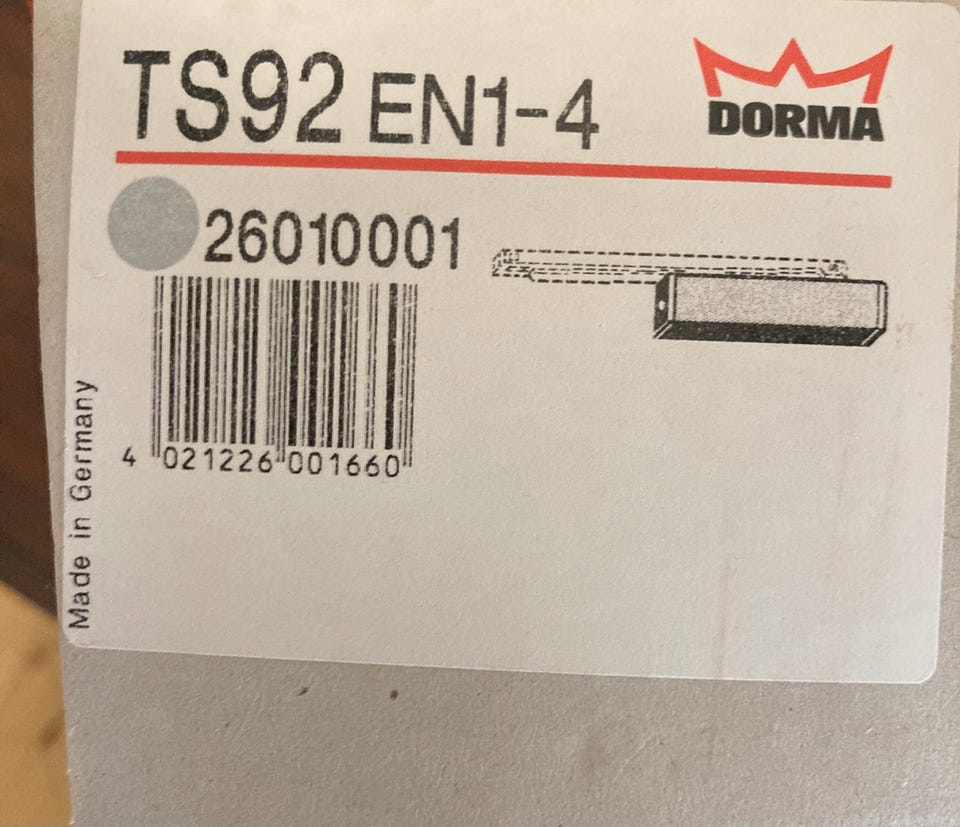 TS92 EN1-4
DORMA
26010001
4 021226 001660
Made in Germany